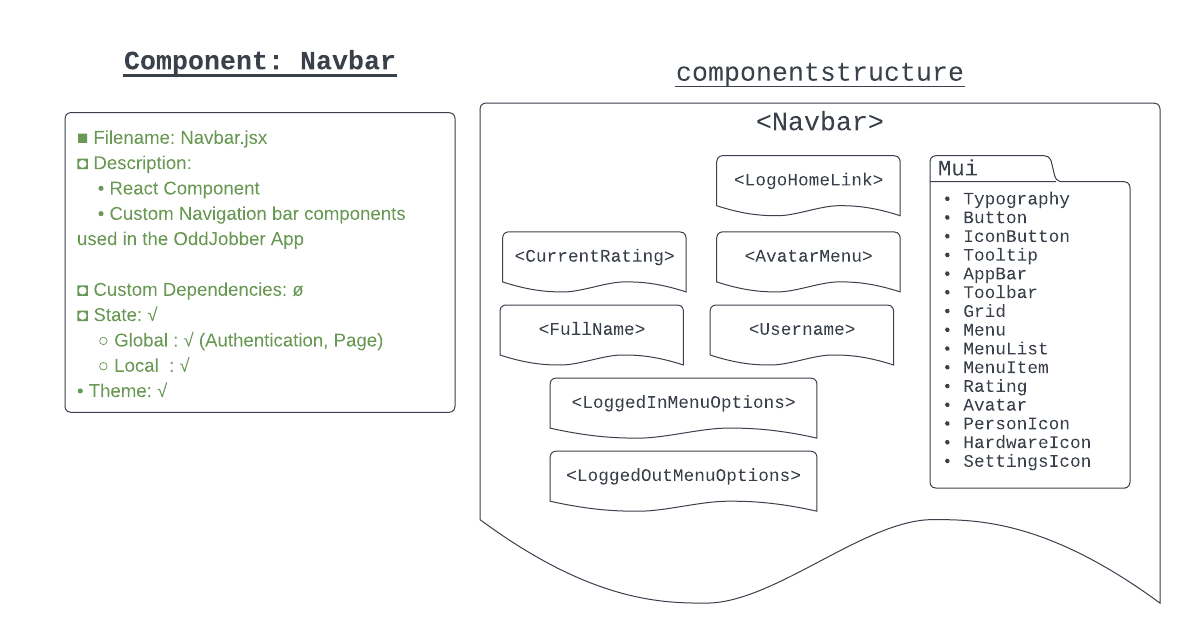 Component: Navbar
■ Filename: Navbar.jsx
◘ Description:
• React Component
• Custom Navigation bar components
used in the OddJobber App
◘ Custom Dependencies: ø
◘ State: √
○ Global : √ (Authentication, Page)
○ Local : √
• Theme: √
componentstructure
<Navbar>
<LogoHomeLink>
<CurrentRating>
<AvatarMenu>
<FullName>
<Username>
<LoggedInMenuOptions>
<LoggedOutMenuOptions>
Mui
• Typography
• Button
• IconButton
• Tooltip
• AppBar
• Toolbar
• Grid
• Menu
• MenuList
• MenuItem
• Rating
• Avatar
• PersonIcon
• HardwareIcon
• SettingsIcon